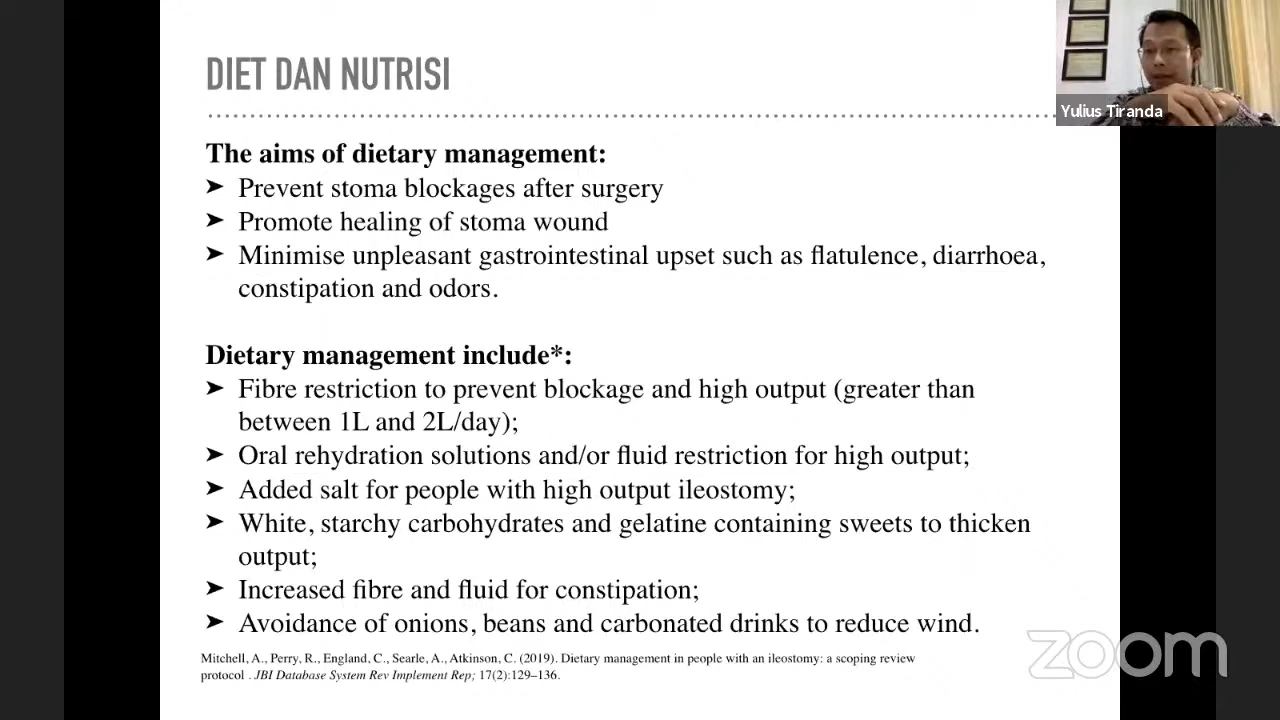 DIET DAN NUTRISI
Yulius Tiranda
The aims of dietary management:
➤ Prevent stoma blockages after surgery
➤ Promote healing of stoma wound
➤ Minimise unpleasant gastrointestinal upset such as flatulence, diarrhoea,
constipation and odors.
Dietary management include*:
➤ Fibre restriction to prevent blockage and high output (greater than
between 1L and 2L/day);
➤ Oral rehydration solutions and/or fluid restriction for high output;
➤ Added salt for people with high output ileostomy;
➤ White, starchy carbohydrates and gelatine containing sweets to thicken
output;
➤ Increased fibre and fluid for constipation;
➤ Avoidance of onions, beans and carbonated drinks to reduce wind.
Mitchell, A., Perry, R., England, C., Searle, A., Atkinson, C. (2019). Dietary management in people with an ileostomy: a scoping review
protocol . JBI Database System Rev Implement Rep; 17(2):129–136.
zoom